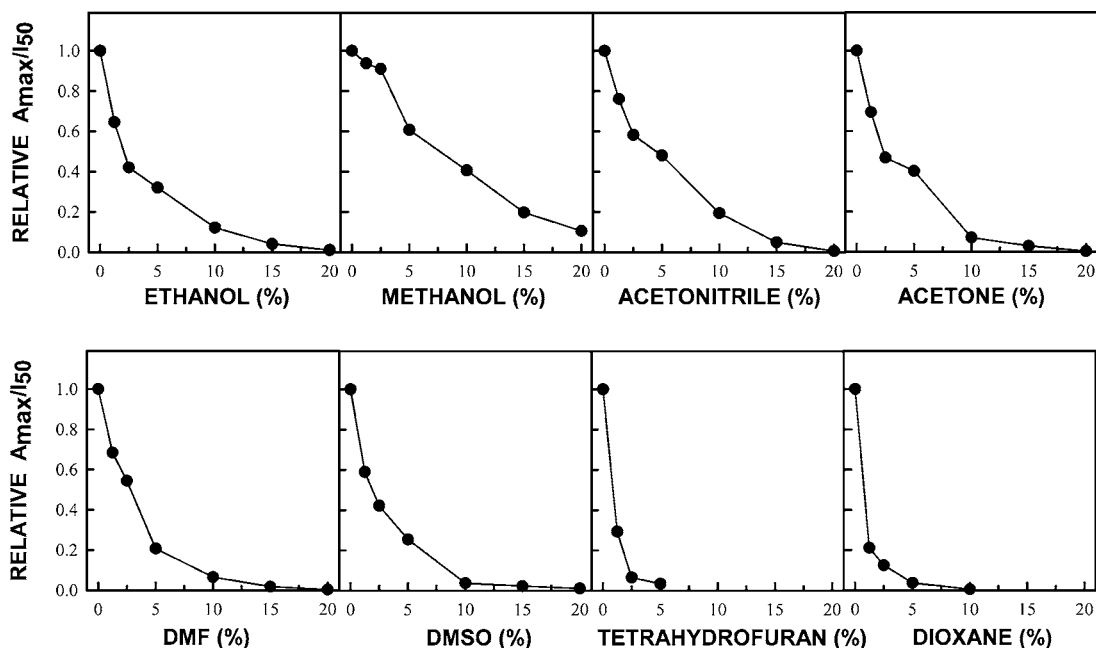 RELATIVE Amax/I50
1.0
0.8
0.6
0.4
0.2
0.0
0 5 10 15 20 0 5 10 15 20 0 5 10 15 20 0 5 10 15 20
ETHANOL (%) METHANOL (%) ACETONITRILE (%) ACETONE (%)
RELATIVE Amax/I50
1.0
0.8
0.6
0.4
0.2
0.0
0 5 10 15 20 0 5 10 15 20 0 5 10 15 20 0 5 10 15 20
DMF (%) DMSO (%) TETRAHYDROFURAN (%) DIOXANE (%)